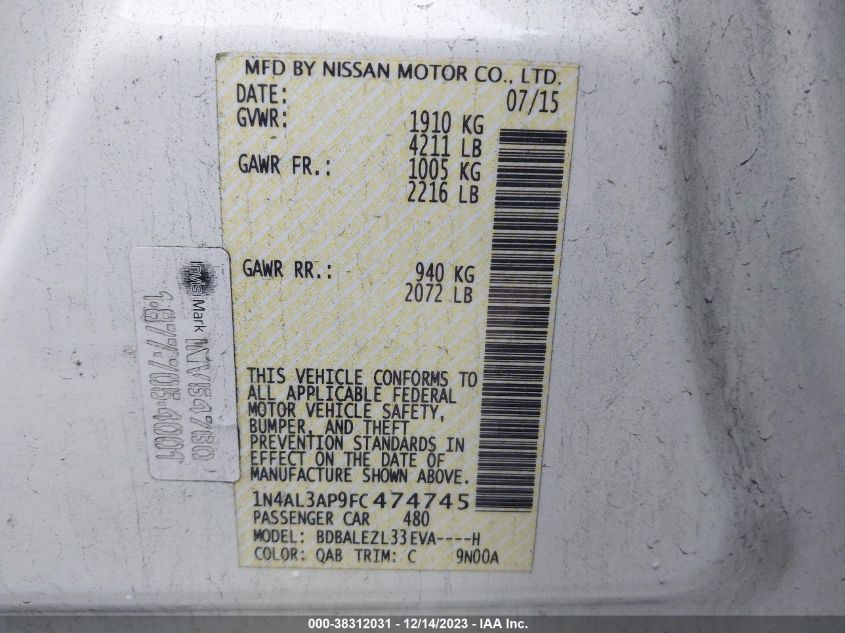 MFD BY NISSAN MOTOR CO., LTD.
DATE: 07/15
GVWR: 1910 KG
4211 LB
GAWR FR.: 1005 KG
2216 LB
GAWR RR.: 940 KG
2072 LB
THIS VEHICLE CONFORMS TO
ALL APPLICABLE FEDERAL
MOTOR VEHICLE SAFETY,
BUMPER, AND THEFT
PREVENTION STANDARDS IN
EFFECT ON THE DATE OF
MANUFACTURE SHOWN ABOVE.
1N4AL3AP9FC474745
PASSENGER CAR 480
MODEL: BDBALEZL33EVA----H
COLOR: QAB TRIM: C 9N00A
Mark
000-38312031 - 12/14/2023 - IAA Inc.